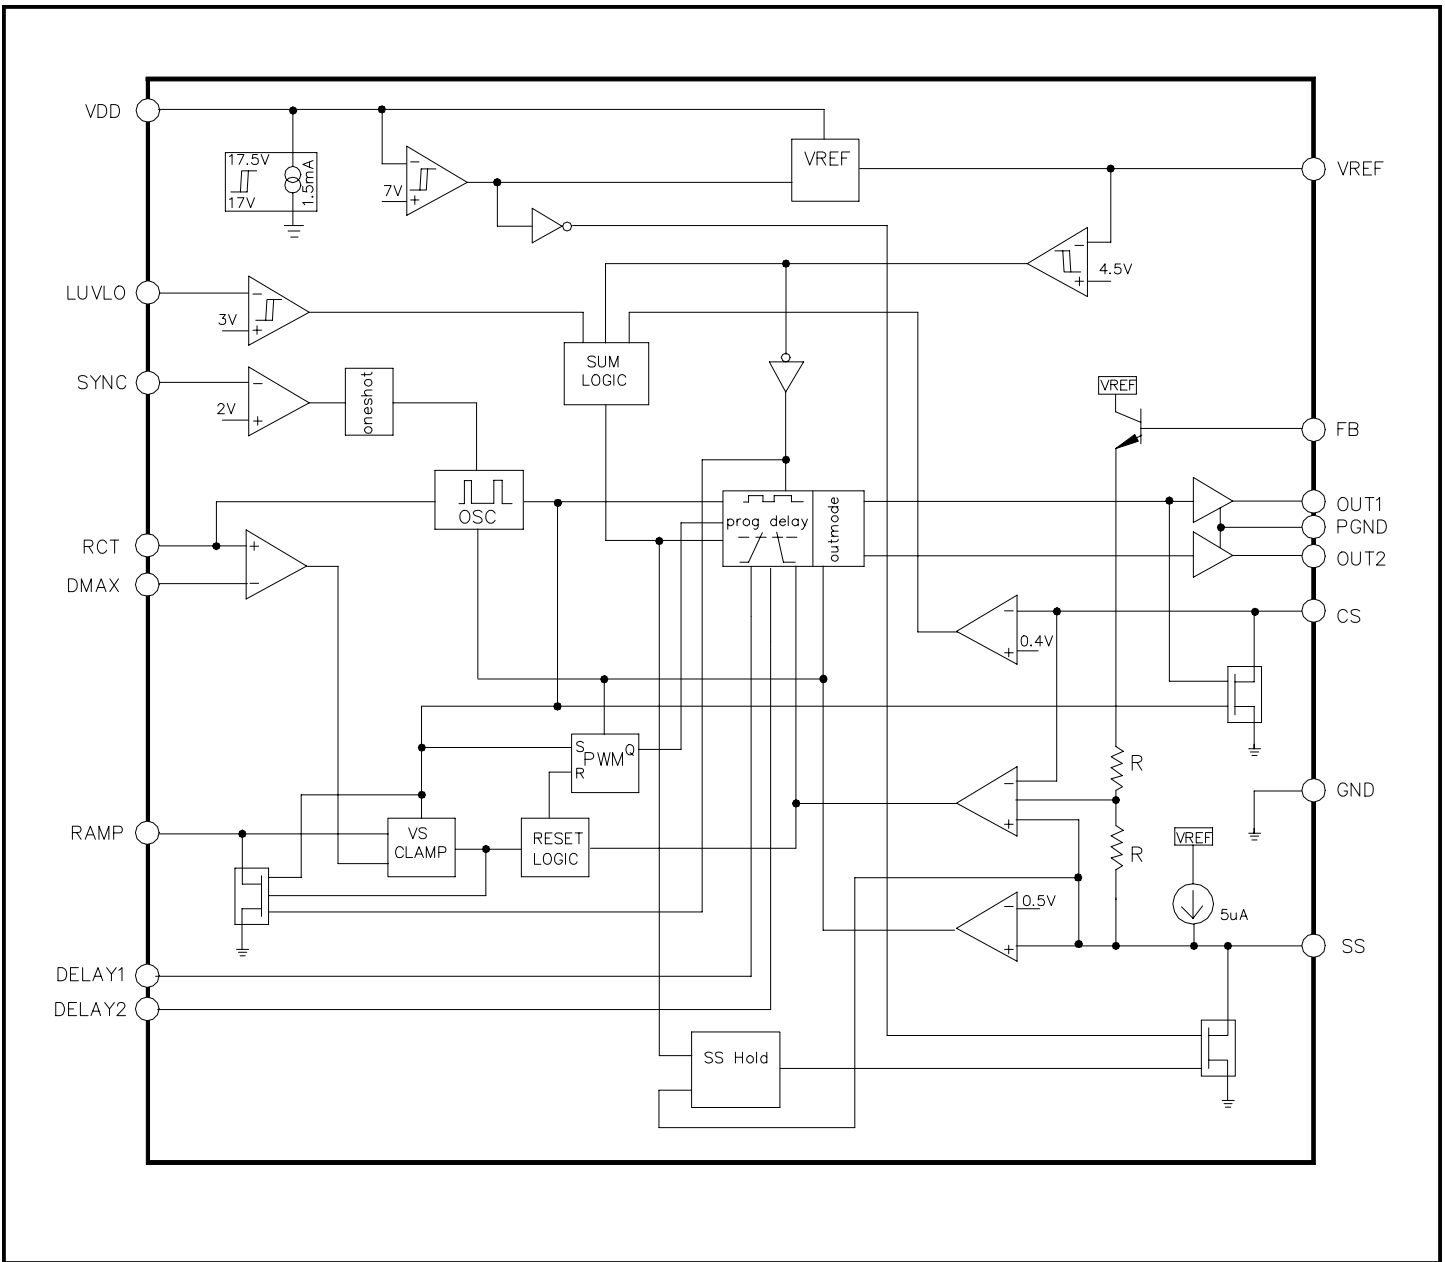 VDD
17.5V
17V
1.5mA
7V
-
+
VREF
VREF
-
+
4.5V
LUVLO
3V
-
+
SUM
LOGIC
SYNC
2V
-
+
oneshot
VREF
FB
OSC
prog delay
outmode
OUT1
PGND
OUT2
RCT
DMAX
+
-
-
+
0.4V
CS
S
PWM
Q
R
-
+
R
R
GND
RAMP
VS
CLAMP
RESET
LOGIC
VREF
5uA
-
+
0.5V
SS
DELAY1
DELAY2
SS Hold